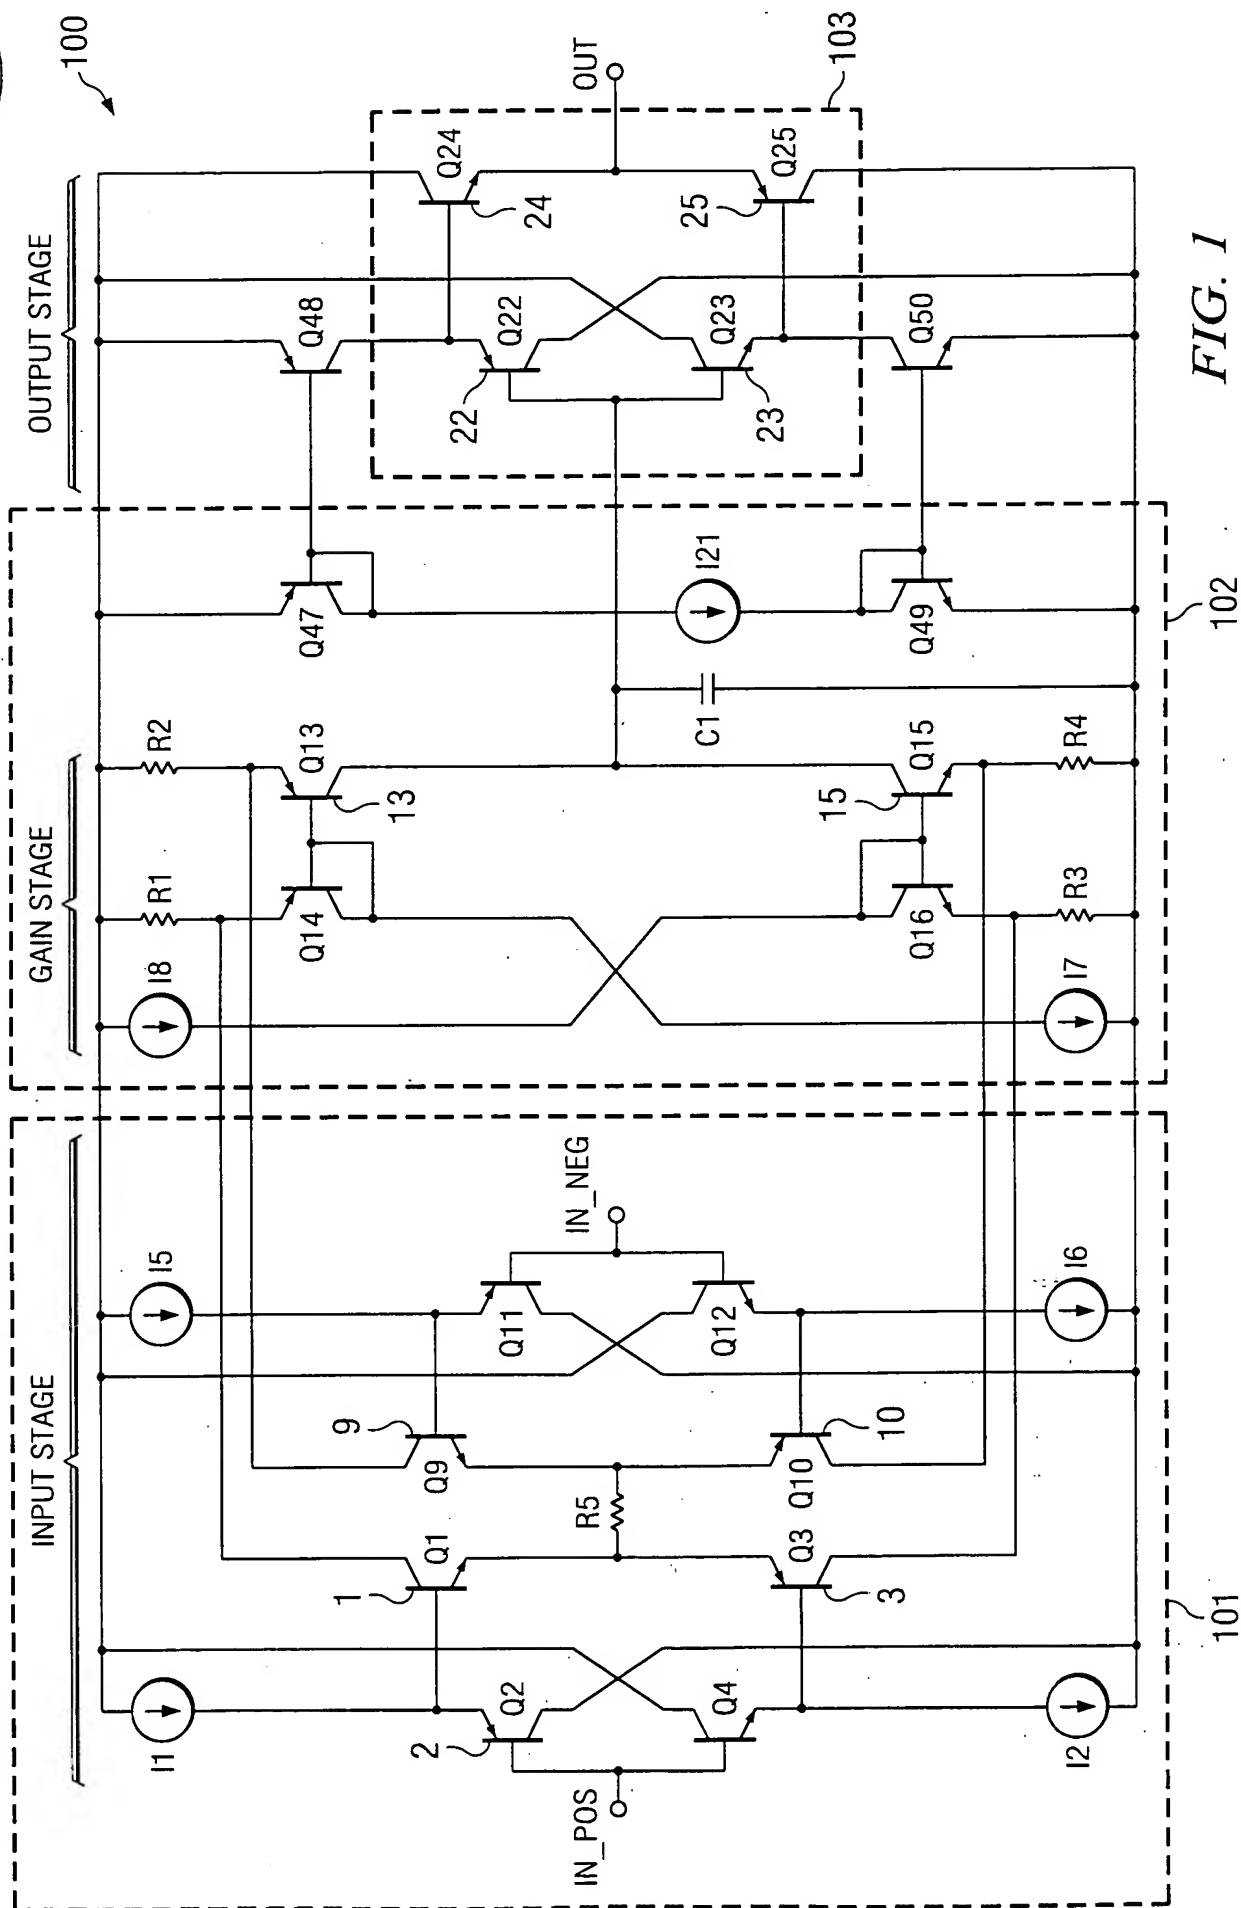 100
INPUT STAGE
GAIN STAGE
OUTPUT STAGE
I1
I5
I8
R1
R2
Q14
Q13
13
Q47
Q48
Q24
24
OUT
103
1
Q1
9
Q9
2
Q2
Q11
Q22
22
IN_POS
R5
IN_NEG
I21
Q4
Q3
3
Q10
10
Q12
C1
Q23
23
25
Q25
Q16
15
Q15
Q49
Q50
I2
I6
I7
R3
R4
101
102
FIG. 1